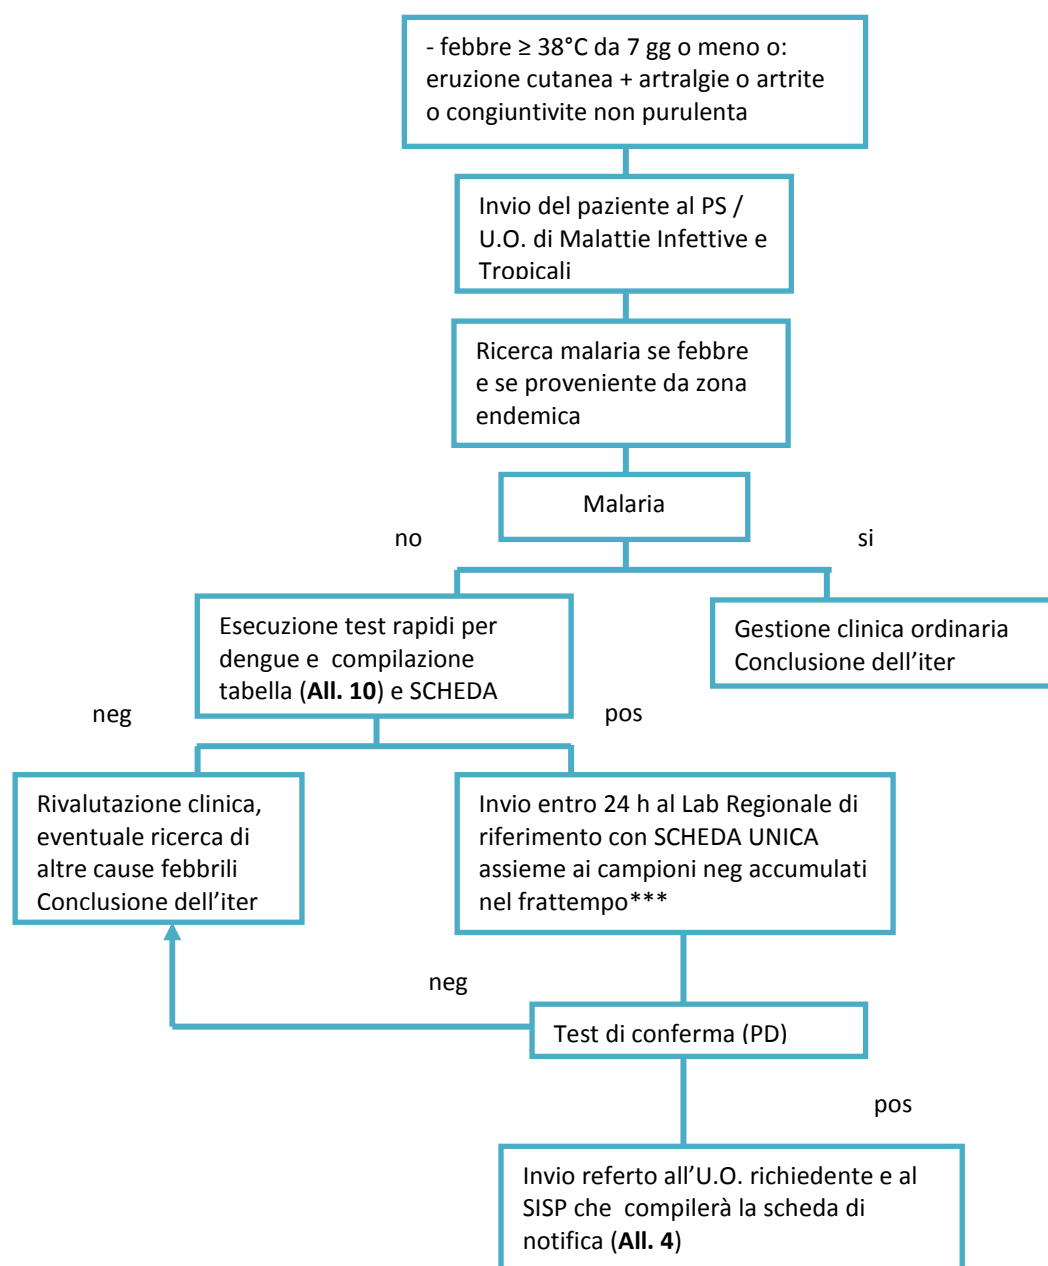 - febbre ≥ 38°C da 7 gg o meno o:
eruzione cutanea + artralgie o artrite
o congiuntivite non purulenta
Invio del paziente al PS /
U.O. di Malattie Infettive e
Tropicali
Ricerca malaria se febbre
e se proveniente da zona
endemica
Malaria
no
si
Esecuzione test rapidi per
dengue e compilazione
tabella (All. 10) e SCHEDA
Gestione clinica ordinaria
Conclusione dell’iter
neg
pos
Rivalutazione clinica,
eventuale ricerca di
altre cause febbrili
Conclusione dell’iter
Invio entro 24 h al Lab Regionale di
riferimento con SCHEDA UNICA
assieme ai campioni neg accumulati
nel frattempo***
neg
Test di conferma (PD)
pos
Invio referto all’U.O. richiedente e al
SISP che compilerà la scheda di
notifica (All. 4)